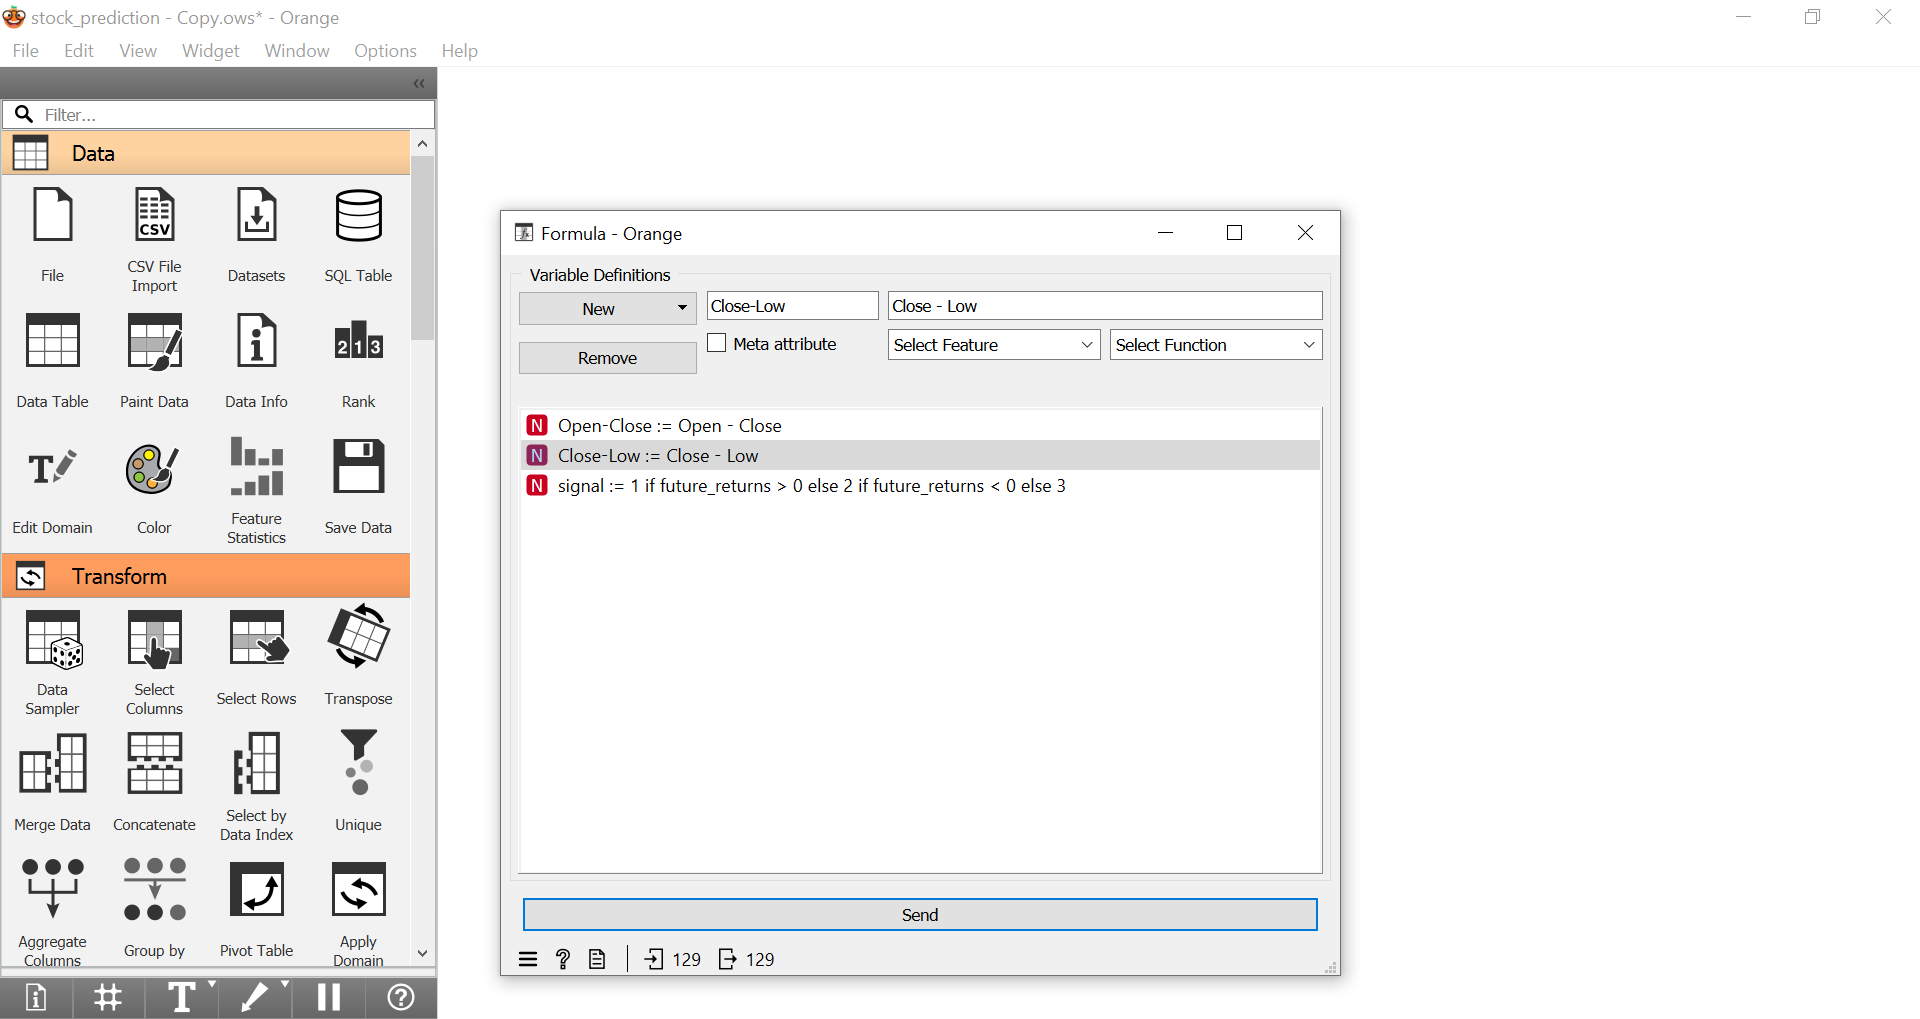 stock_prediction - Copy.ows* - Orange
File Edit View Widget Window Options Help
Filter...
Data
CSV
File
CSV File Import
Datasets
SQL Table
213
Data Table
Paint Data
Data Info
Rank
T
Edit Domain
Color
Feature Statistics
Save Data
Transform
Data Sampler
Select Columns
Select Rows
Transpose
Merge Data
Concatenate
Select by Data Index
Unique
Aggregate Columns
Group by
Pivot Table
Apply Domain
T
Formula - Orange
Variable Definitions
New
Close-Low
Close - Low
Remove
Meta attribute
Select Feature
Select Function
N Open-Close := Open - Close
N Close-Low := Close - Low
N signal := 1 if future_returns > 0 else 2 if future_returns < 0 else 3
Send
? 129 129